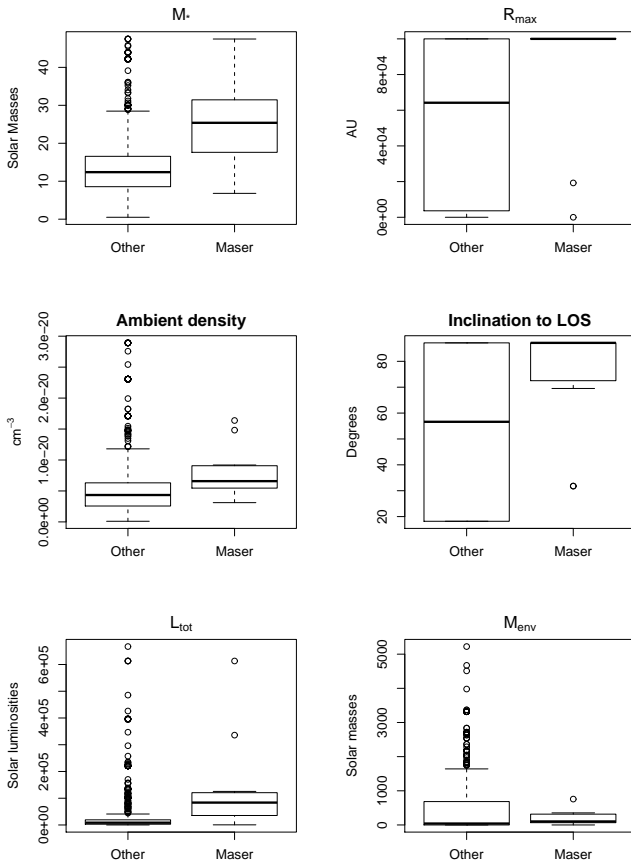 M*
Solar Masses
0 10 20 30 40
Other Maser
Rmax
AU
0e+00 4e+04 8e+04
Other Maser
Ambient density
cm−3
0.0e+00 1.0e−20 2.0e−20 3.0e−20
Other Maser
Inclination to LOS
Degrees
20 40 60 80
Other Maser
Ltot
Solar luminosities
0e+00 2e+05 4e+05 6e+05
Other Maser
Menv
Solar masses
0 1000 3000 5000
Other Maser